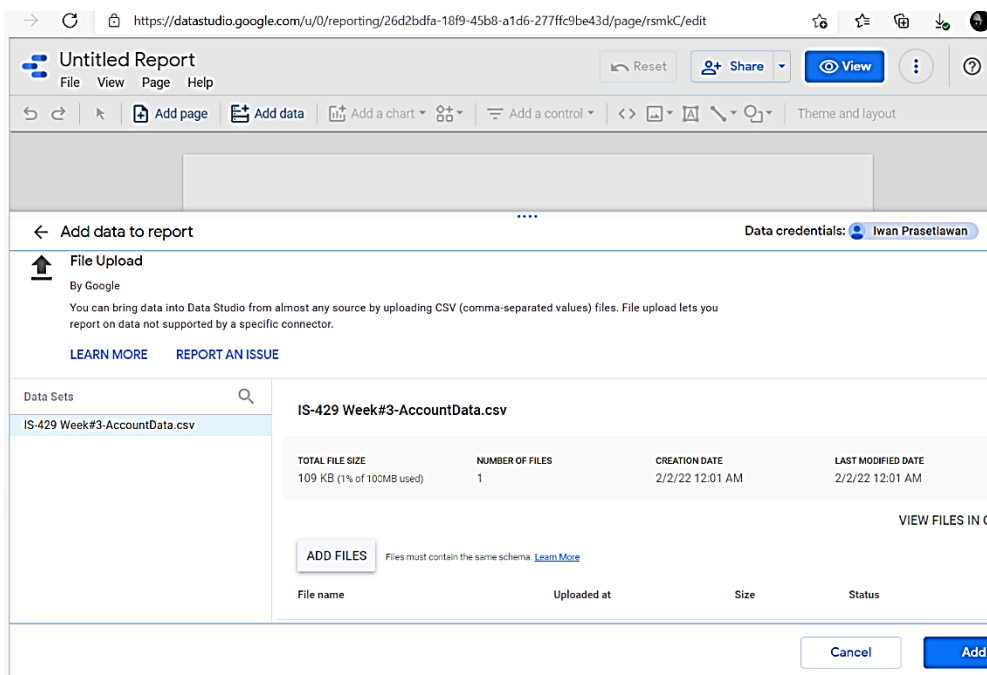 https://datastudio.google.com/u/0/reporting/26d2bdfa-18f9-45b8-a1d6-277ffc9be43d/page/rsmkC/edit
Untitled Report
File View Page Help
Reset
Share
View
Add page
Add data
Add a chart
Add a control
Theme and layout
Add data to report
Data credentials: Iwan Prasetiawan
File Upload
By Google
You can bring data into Data Studio from almost any source by uploading CSV (comma-separated values) files. File upload lets you
report on data not supported by a specific connector.
LEARN MORE REPORT AN ISSUE
Data Sets
IS-429 Week#3-AccountData.csv
IS-429 Week#3-AccountData.csv
TOTAL FILE SIZE NUMBER OF FILES CREATION DATE LAST MODIFIED DATE
109 KB (1% of 100MB used) 1 2/2/22 12:01 AM 2/2/22 12:01 AM
VIEW FILES IN
ADD FILES Files must contain the same schema. Learn More
File name Uploaded at Size Status
Cancel Add